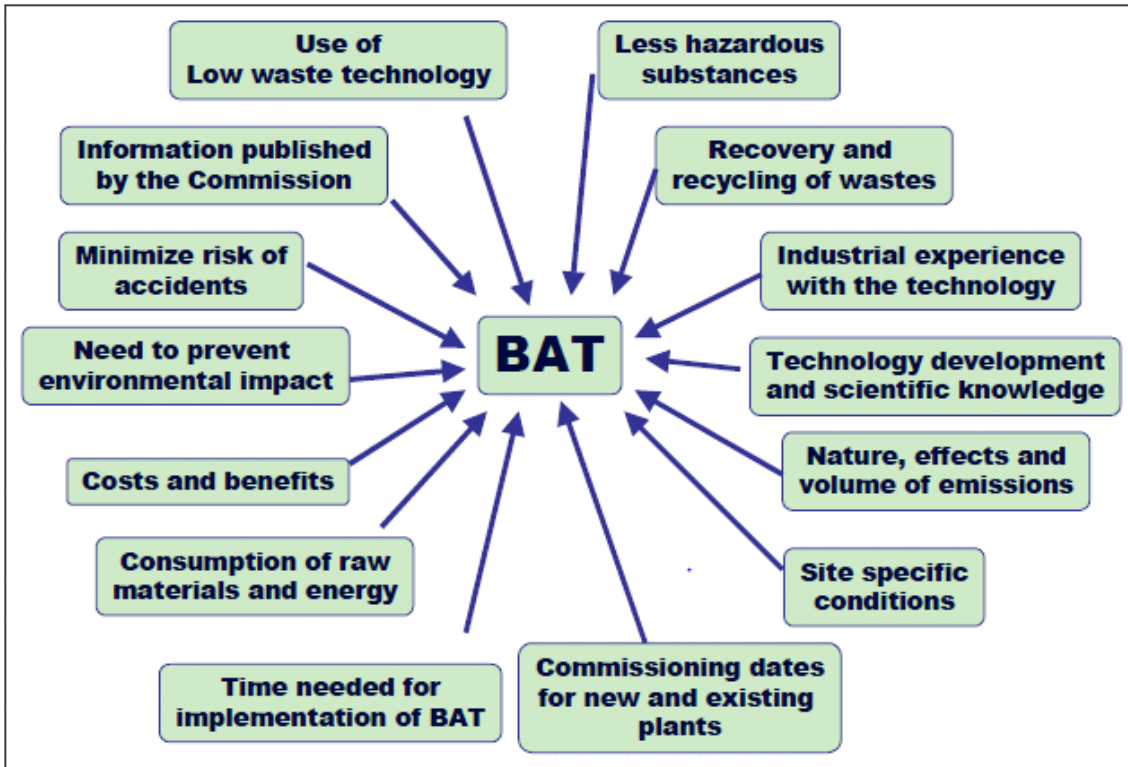 Use of
Low waste technology
Less hazardous
substances
Information published
by the Commission
Recovery and
recycling of wastes
Minimize risk of
accidents
Industrial experience
with the technology
BAT
Need to prevent
environmental impact
Technology development
and scientific knowledge
Costs and benefits
Nature, effects and
volume of emissions
Consumption of raw
materials and energy
Site specific
conditions
Time needed for
implementation of BAT
Commissioning dates
for new and existing
plants